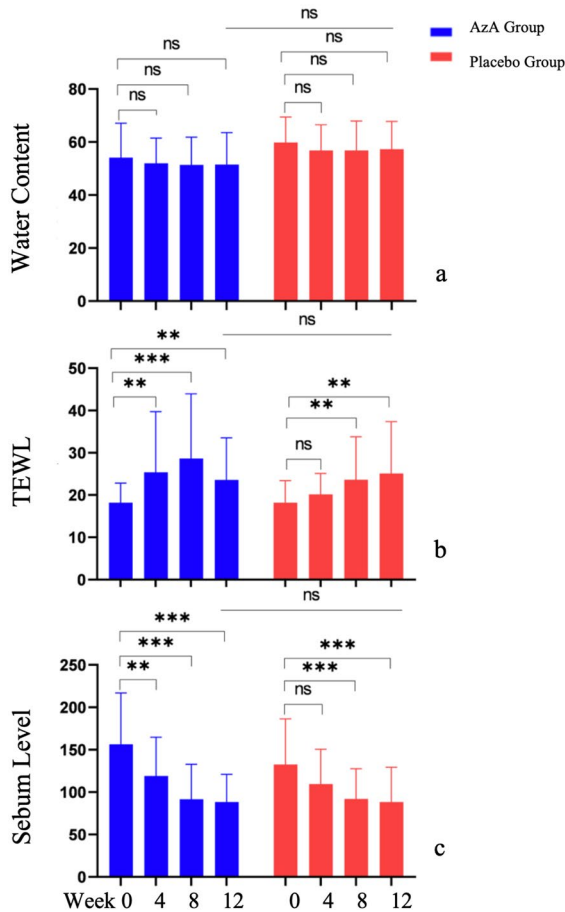 ns
AzA Group
ns ns
Placebo Group
ns ns
ns ns
80
60
40
20
0
Water Content
a
ns
**
*** **
** **
ns
50
40
30
20
10
0
TEWL
b
ns
***
*** ***
** ***
ns
250
200
150
100
50
0
Sebum Level
c
Week 0 4 8 12 0 4 8 12